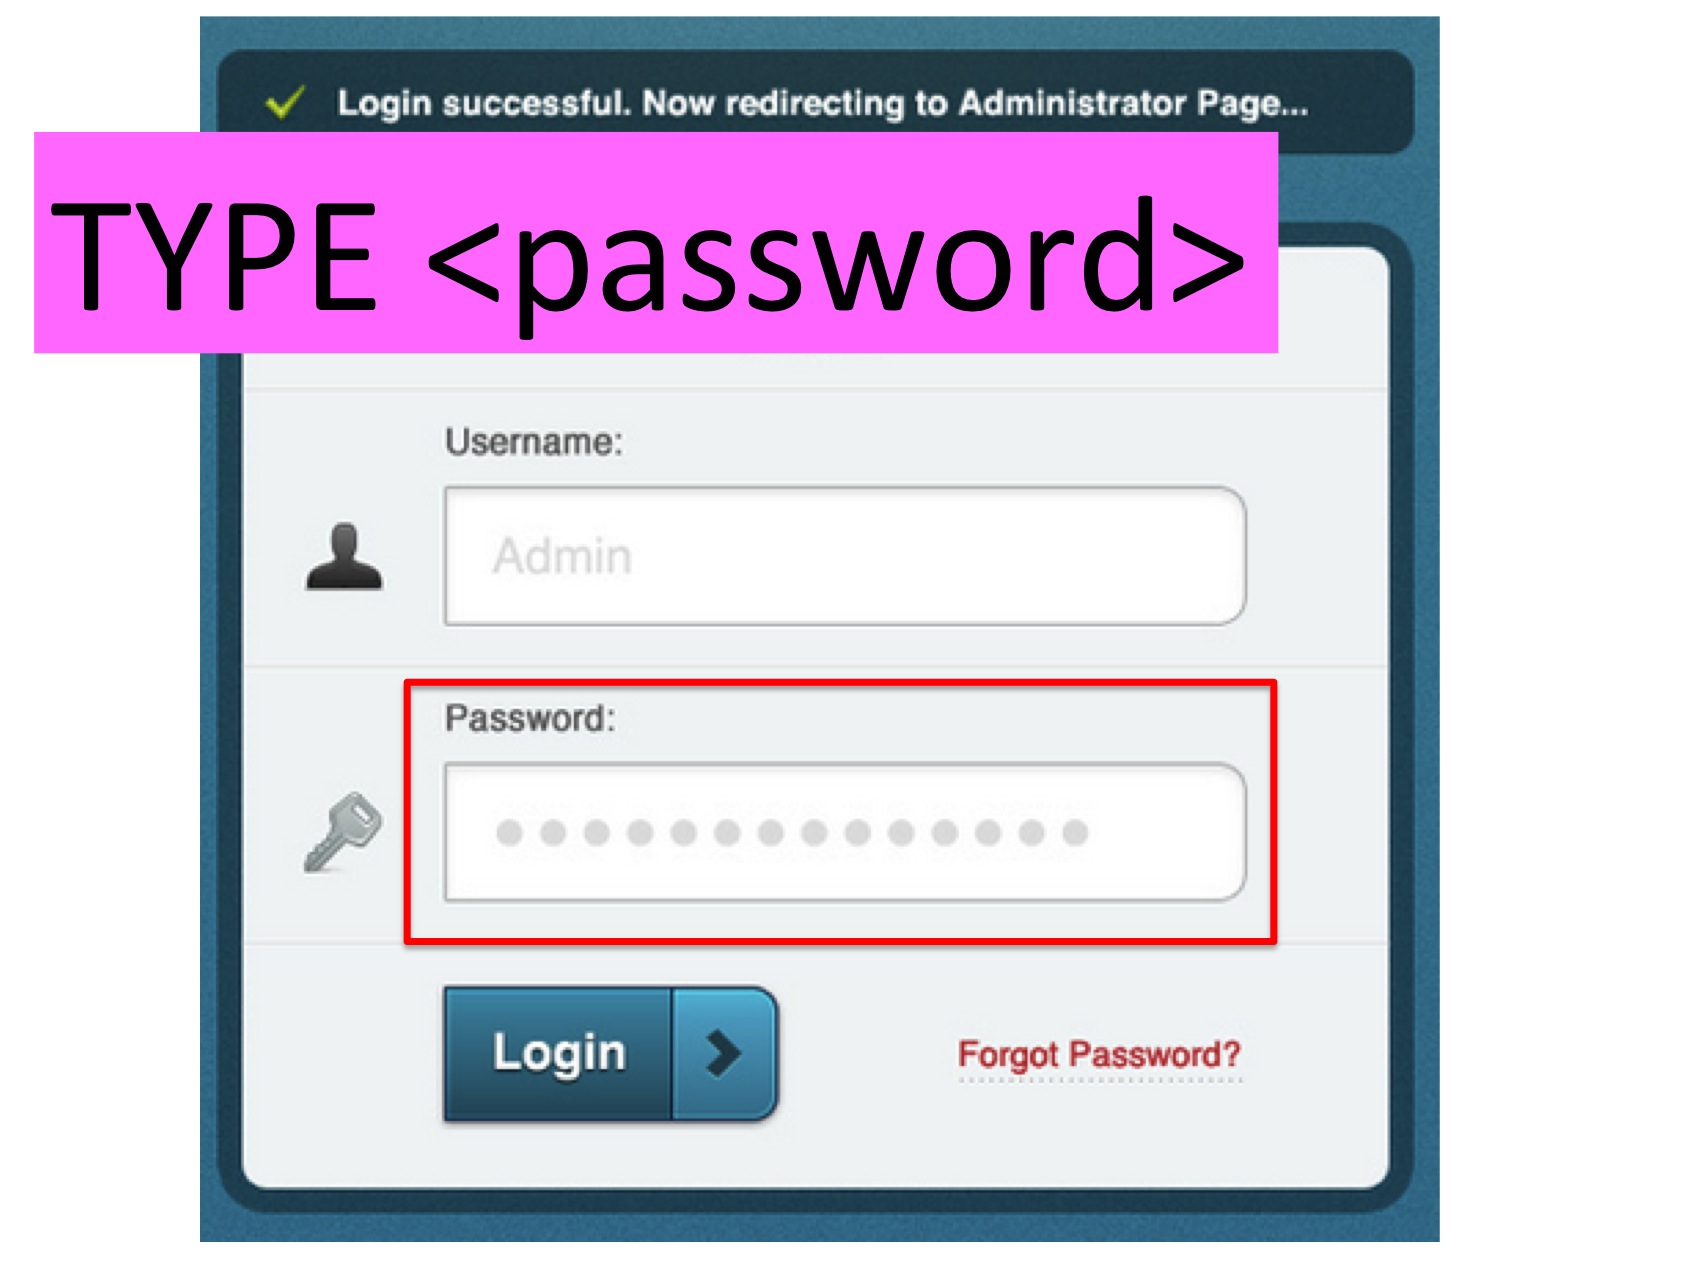 Login successful. Now redirecting to Administrator Page...
TYPE <password>
Username:
Admin
Password:
Login
Forgot Password?